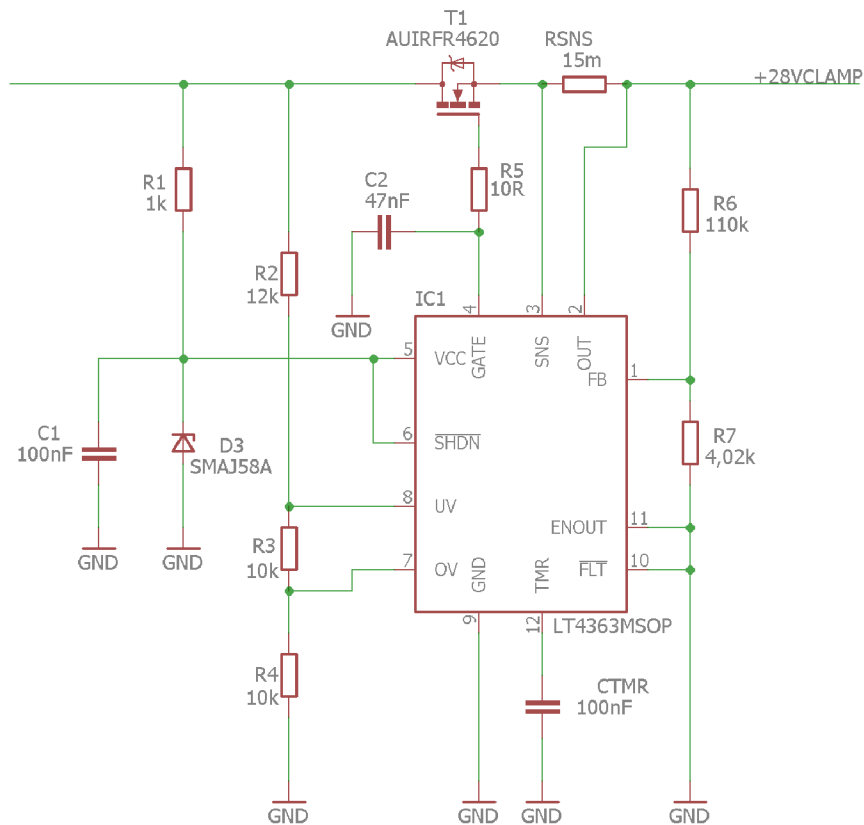 T1
AUIRFR4620
RSNS
15m
+28VCLAMP
R1
1k
C2
47nF
R5
10R
R6
110k
R2
12k
GND
IC1
4
3
2
5
VCC
GATE
SNS
OUT
FB
1
C1
100nF
D3
SMAJ58A
6
SHDN
R7
4,02k
8
UV
ENOUT
11
R3
10k
7
OV
GND
TMR
FLT
10
GND
GND
9
12
LT4363MSOP
R4
10k
CTMR
100nF
GND
GND
GND
GND